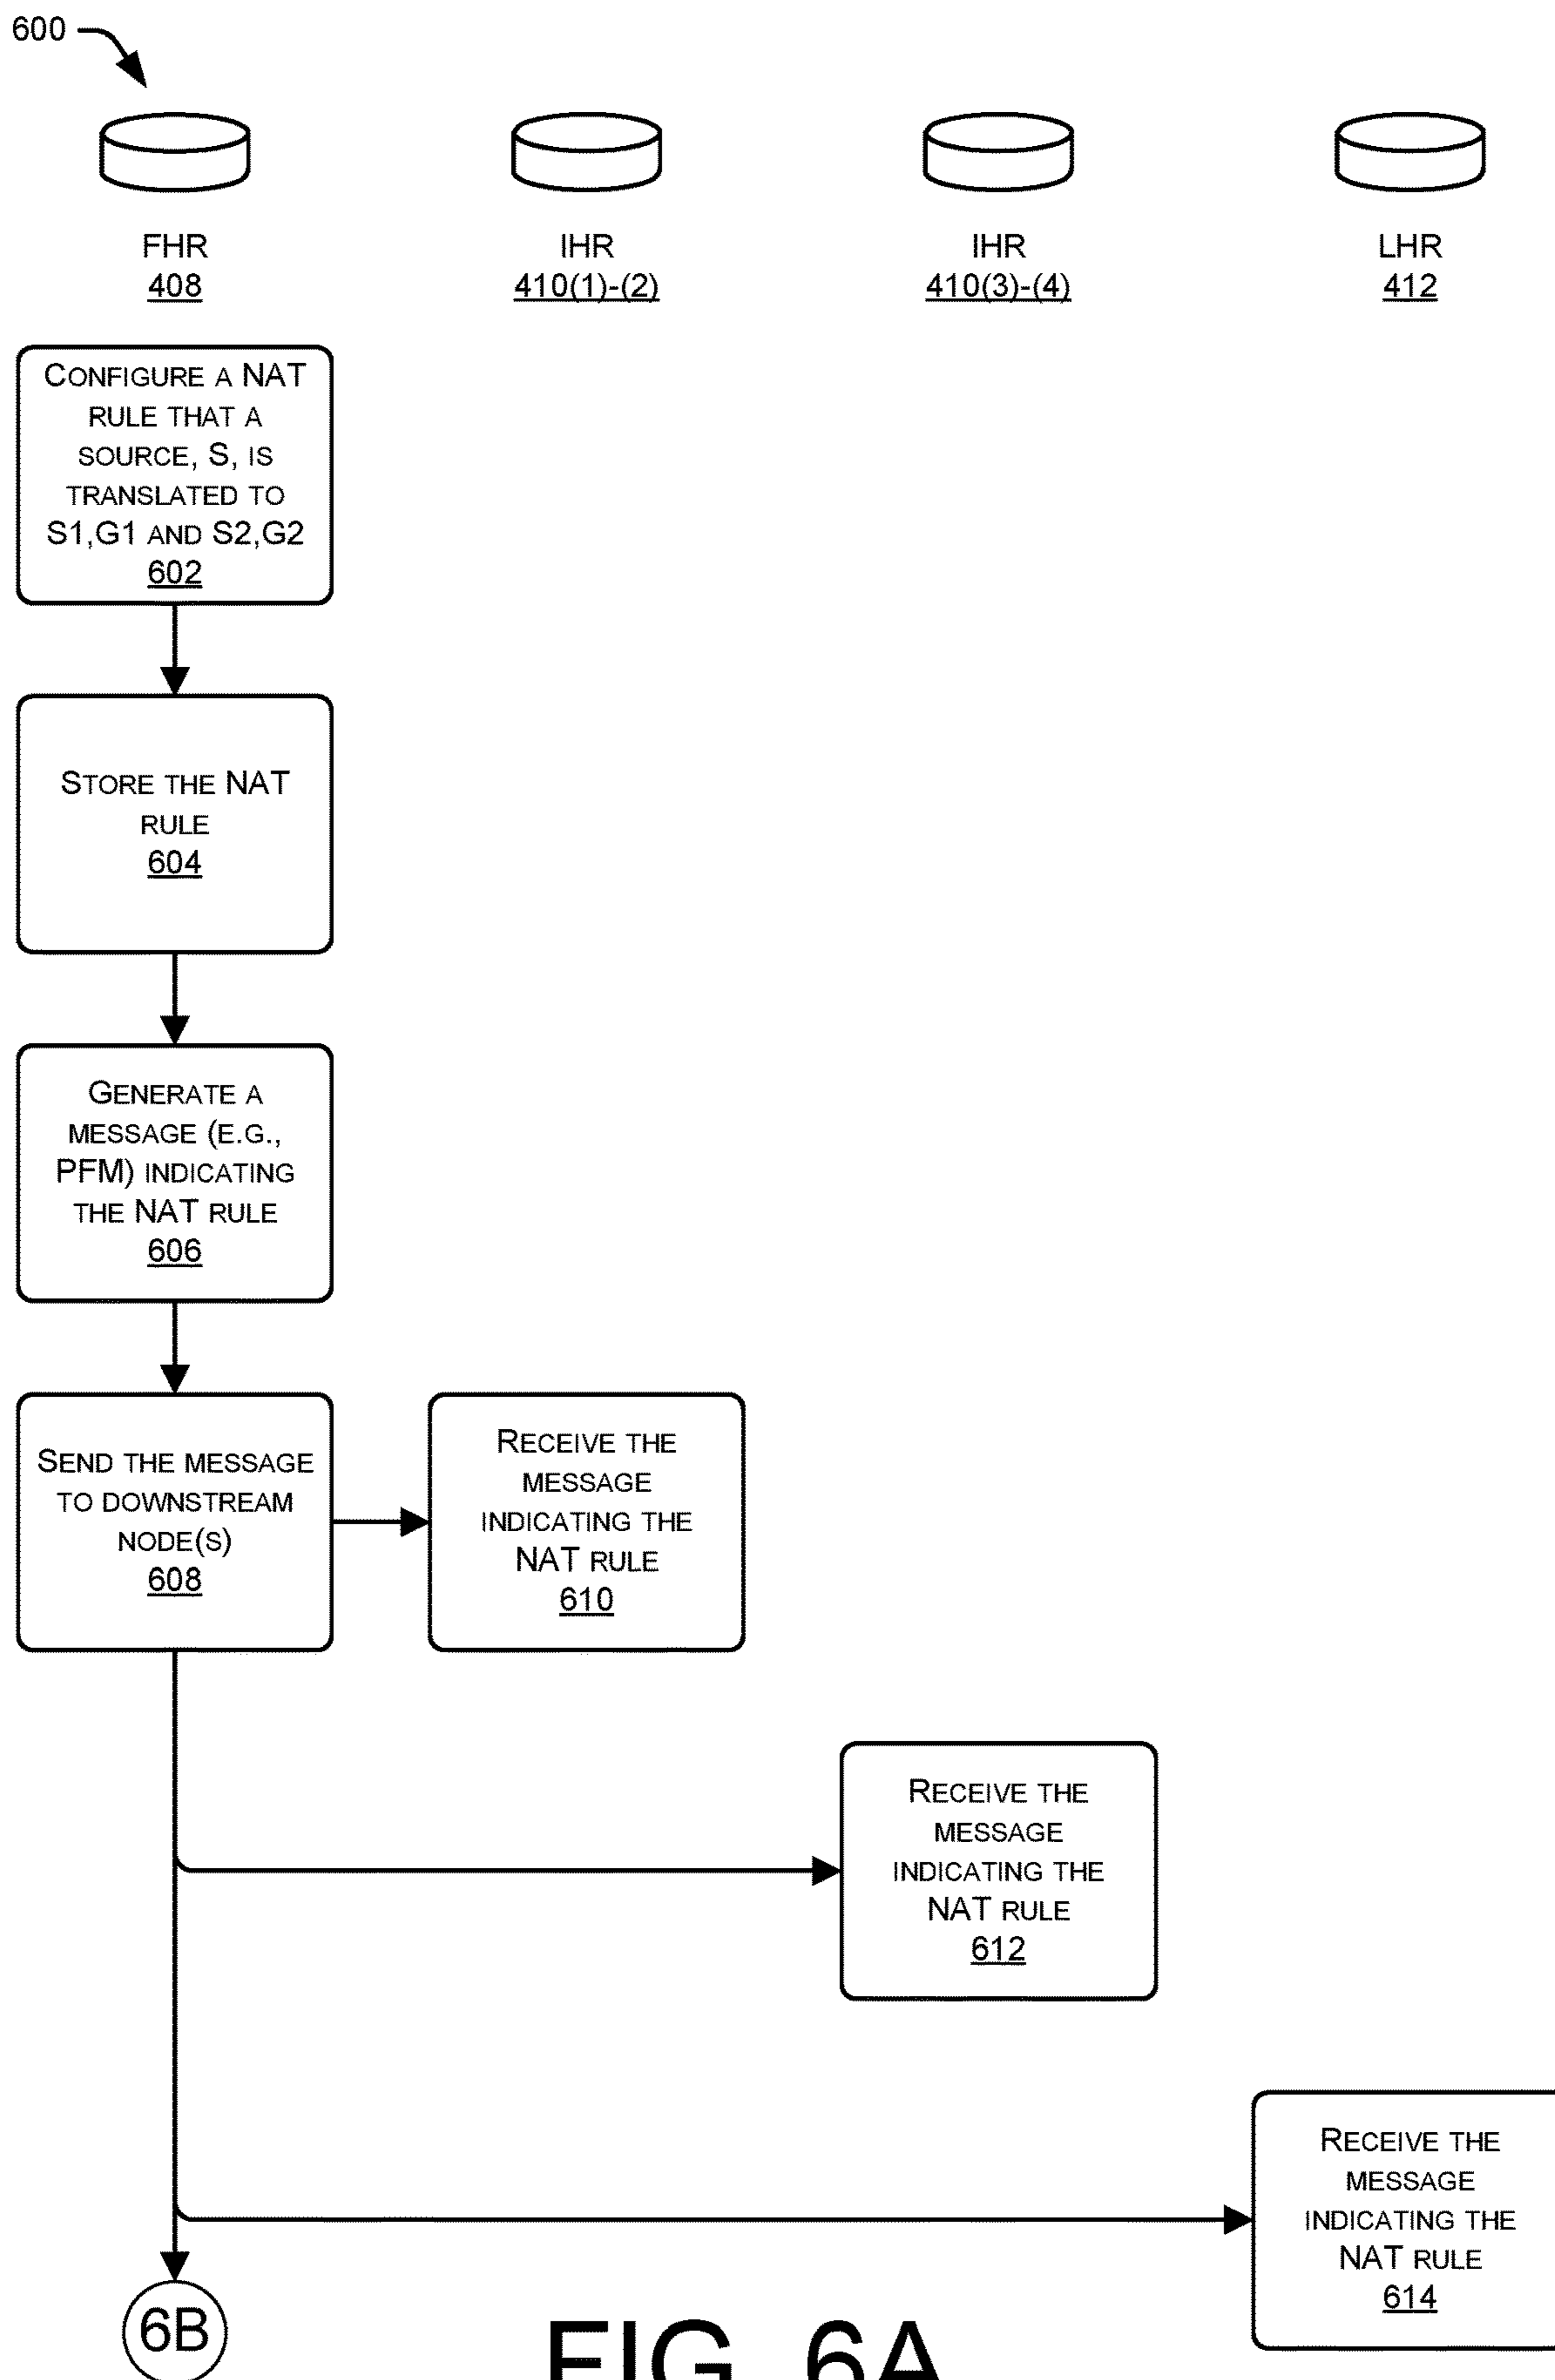 600
FHR
408
IHR
410(1)-(2)
IHR
410(3)-(4)
LHR
412
CONFIGURE A NAT
RULE THAT A
SOURCE, S, IS
TRANSLATED TO
S1,G1 AND S2,G2
602
STORE THE NAT
RULE
604
GENERATE A
MESSAGE (E.G.,
PFM) INDICATING
THE NAT RULE
606
SEND THE MESSAGE
TO DOWNSTREAM
NODE(S)
608
RECEIVE THE
MESSAGE
INDICATING THE
NAT RULE
610
RECEIVE THE
MESSAGE
INDICATING THE
NAT RULE
612
RECEIVE THE
MESSAGE
INDICATING THE
NAT RULE
614
6B
FIG. 6A